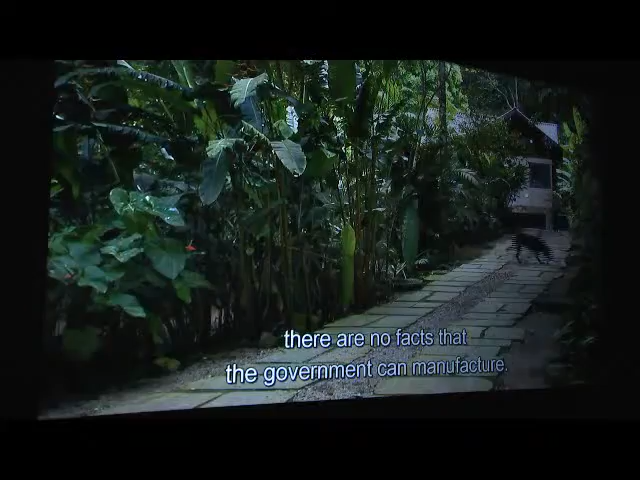 there are no facts that
the government can manufacture.